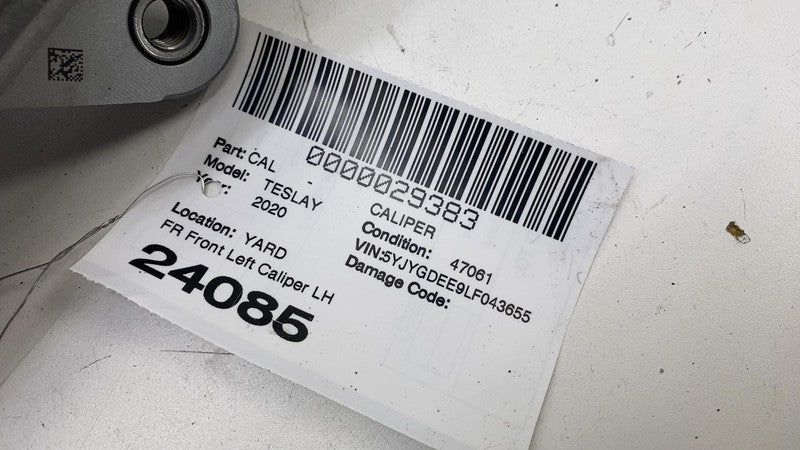 0000029383
Part: CAL - CALIPER
Model: TESLAY Condition: 47061
Year: 2020 VIN:5YJYGDEE9LF043655
Location: YARD Damage Code:
FR Front Left Caliper LH
24085